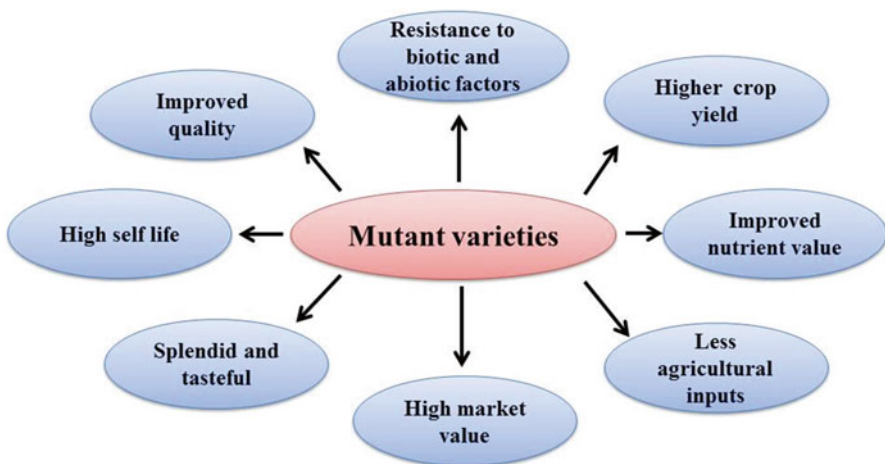 Resistance to
biotic and
abiotic factors
Improved
quality
Higher crop
yield
High self life
Mutant varieties
Improved
nutrient value
Splendid and
tasteful
High market
value
Less
agricultural
inputs